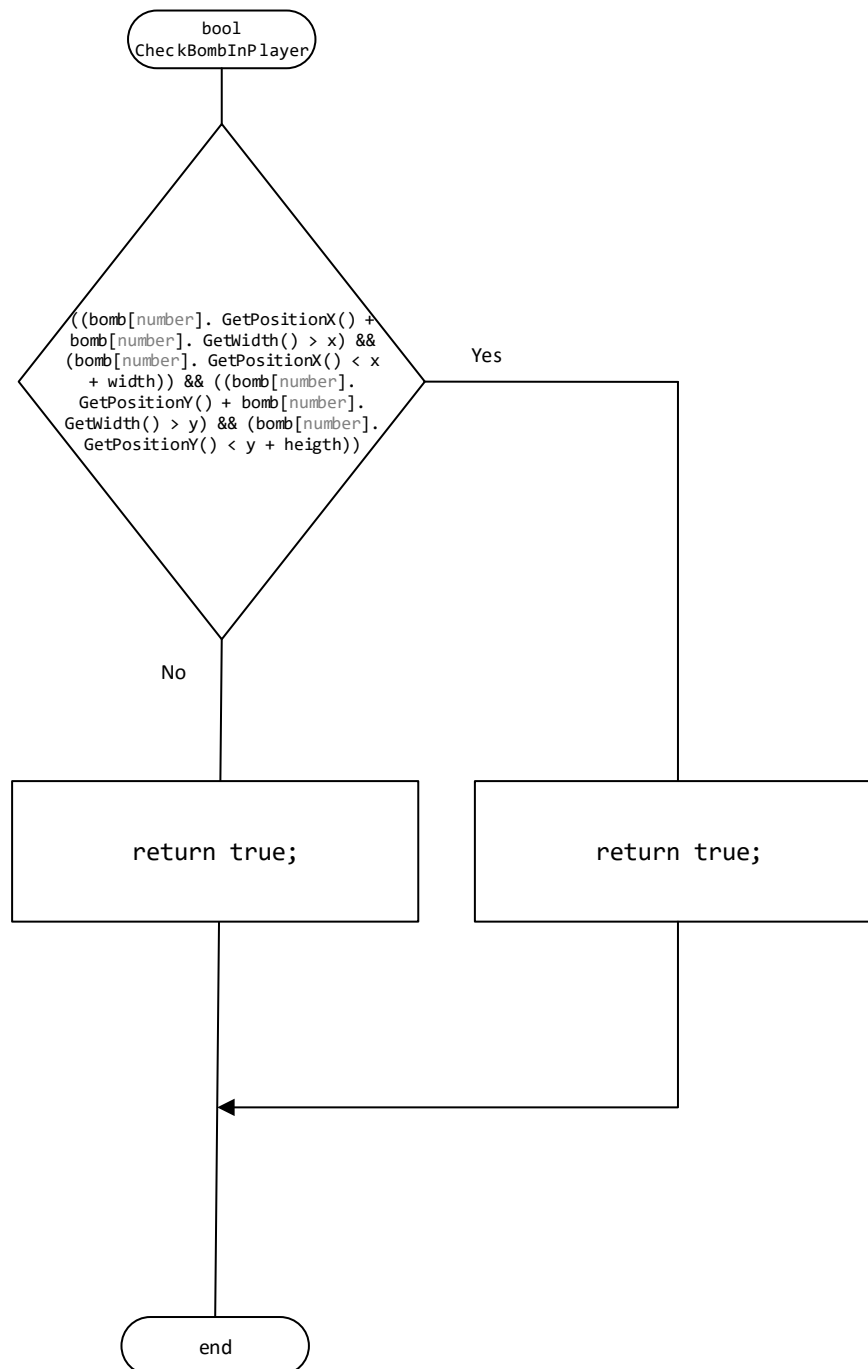 bool
CheckBombInPlayer
((bomb[number]. GetPositionX() +
bomb[number]. GetWidth() > x) &&
(bomb[number]. GetPositionX() < x
+ width)) && ((bomb[number].
GetPositionY() + bomb[number].
GetWidth() > y) && (bomb[number].
GetPositionY() < y + heigth))
Yes
No
return true;
return true;
end